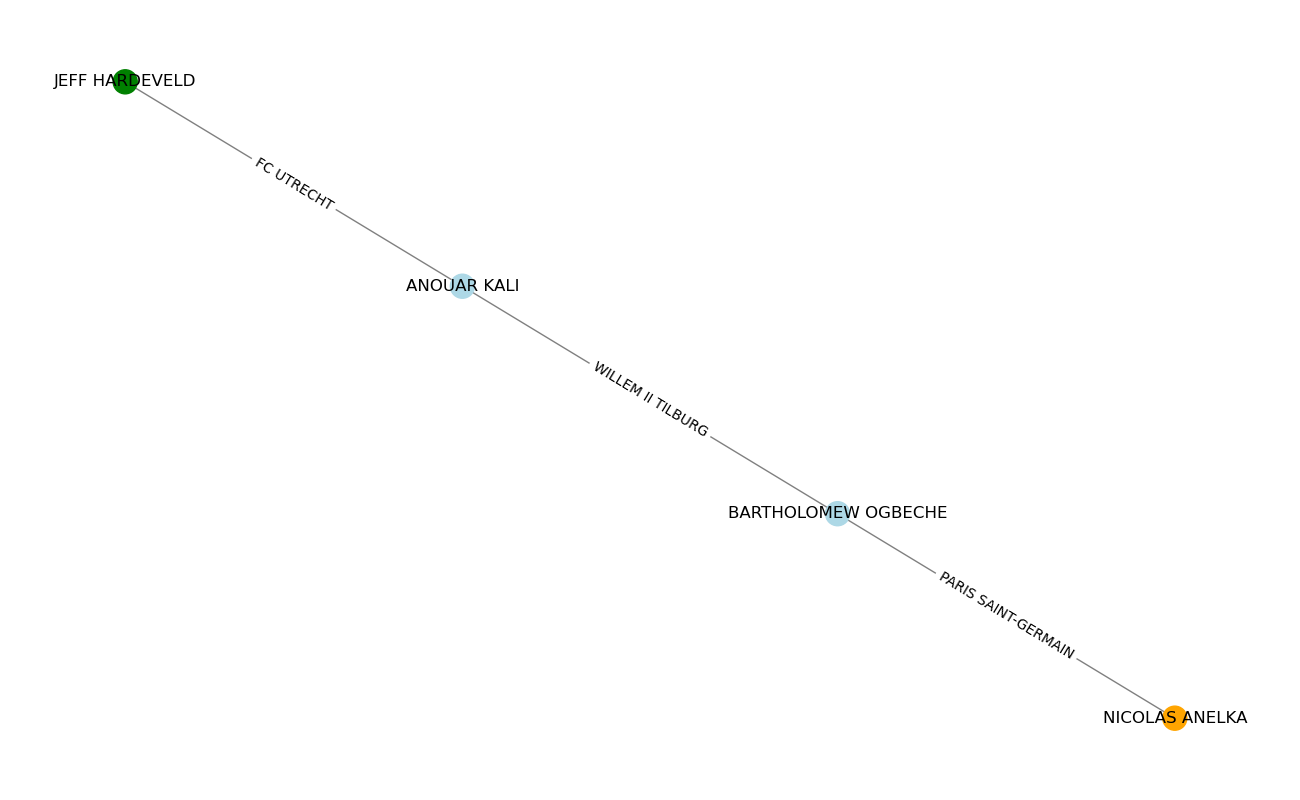 JEFF HARDEVELD
FC UTRECHT
ANOUAR KALI
WILLEM II TILBURG
BARTHOLOMEW OGBECHE
PARIS SAINT-GERMAIN
NICOLAS ANELKA